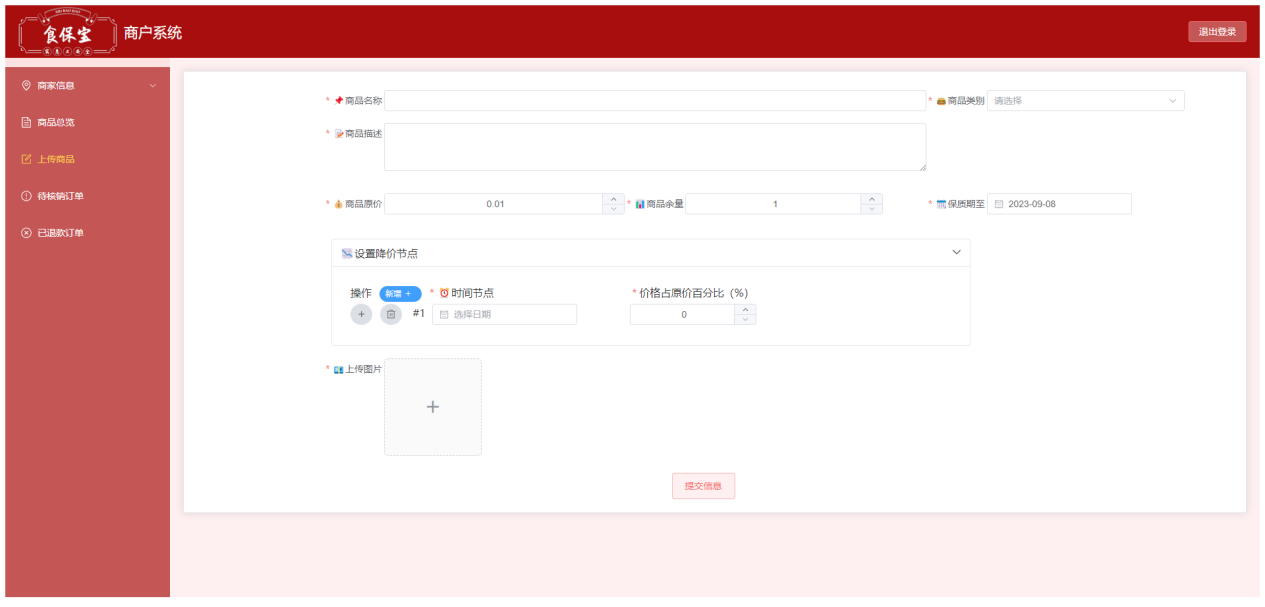 食保宝 商户系统 退出登录
商家信息
商品总览
上传商品
待核销订单
已退款订单
* 商品名称 * 商品类别 请选择
* 商品描述
* 商品原价 0.01 * 商品余量 1 * 保质期至 2023-09-08
设置降价节点
操作 新增 + * 时间节点 * 价格占原价百分比（%）
#1 选择日期 0
* 上传图片
提交信息